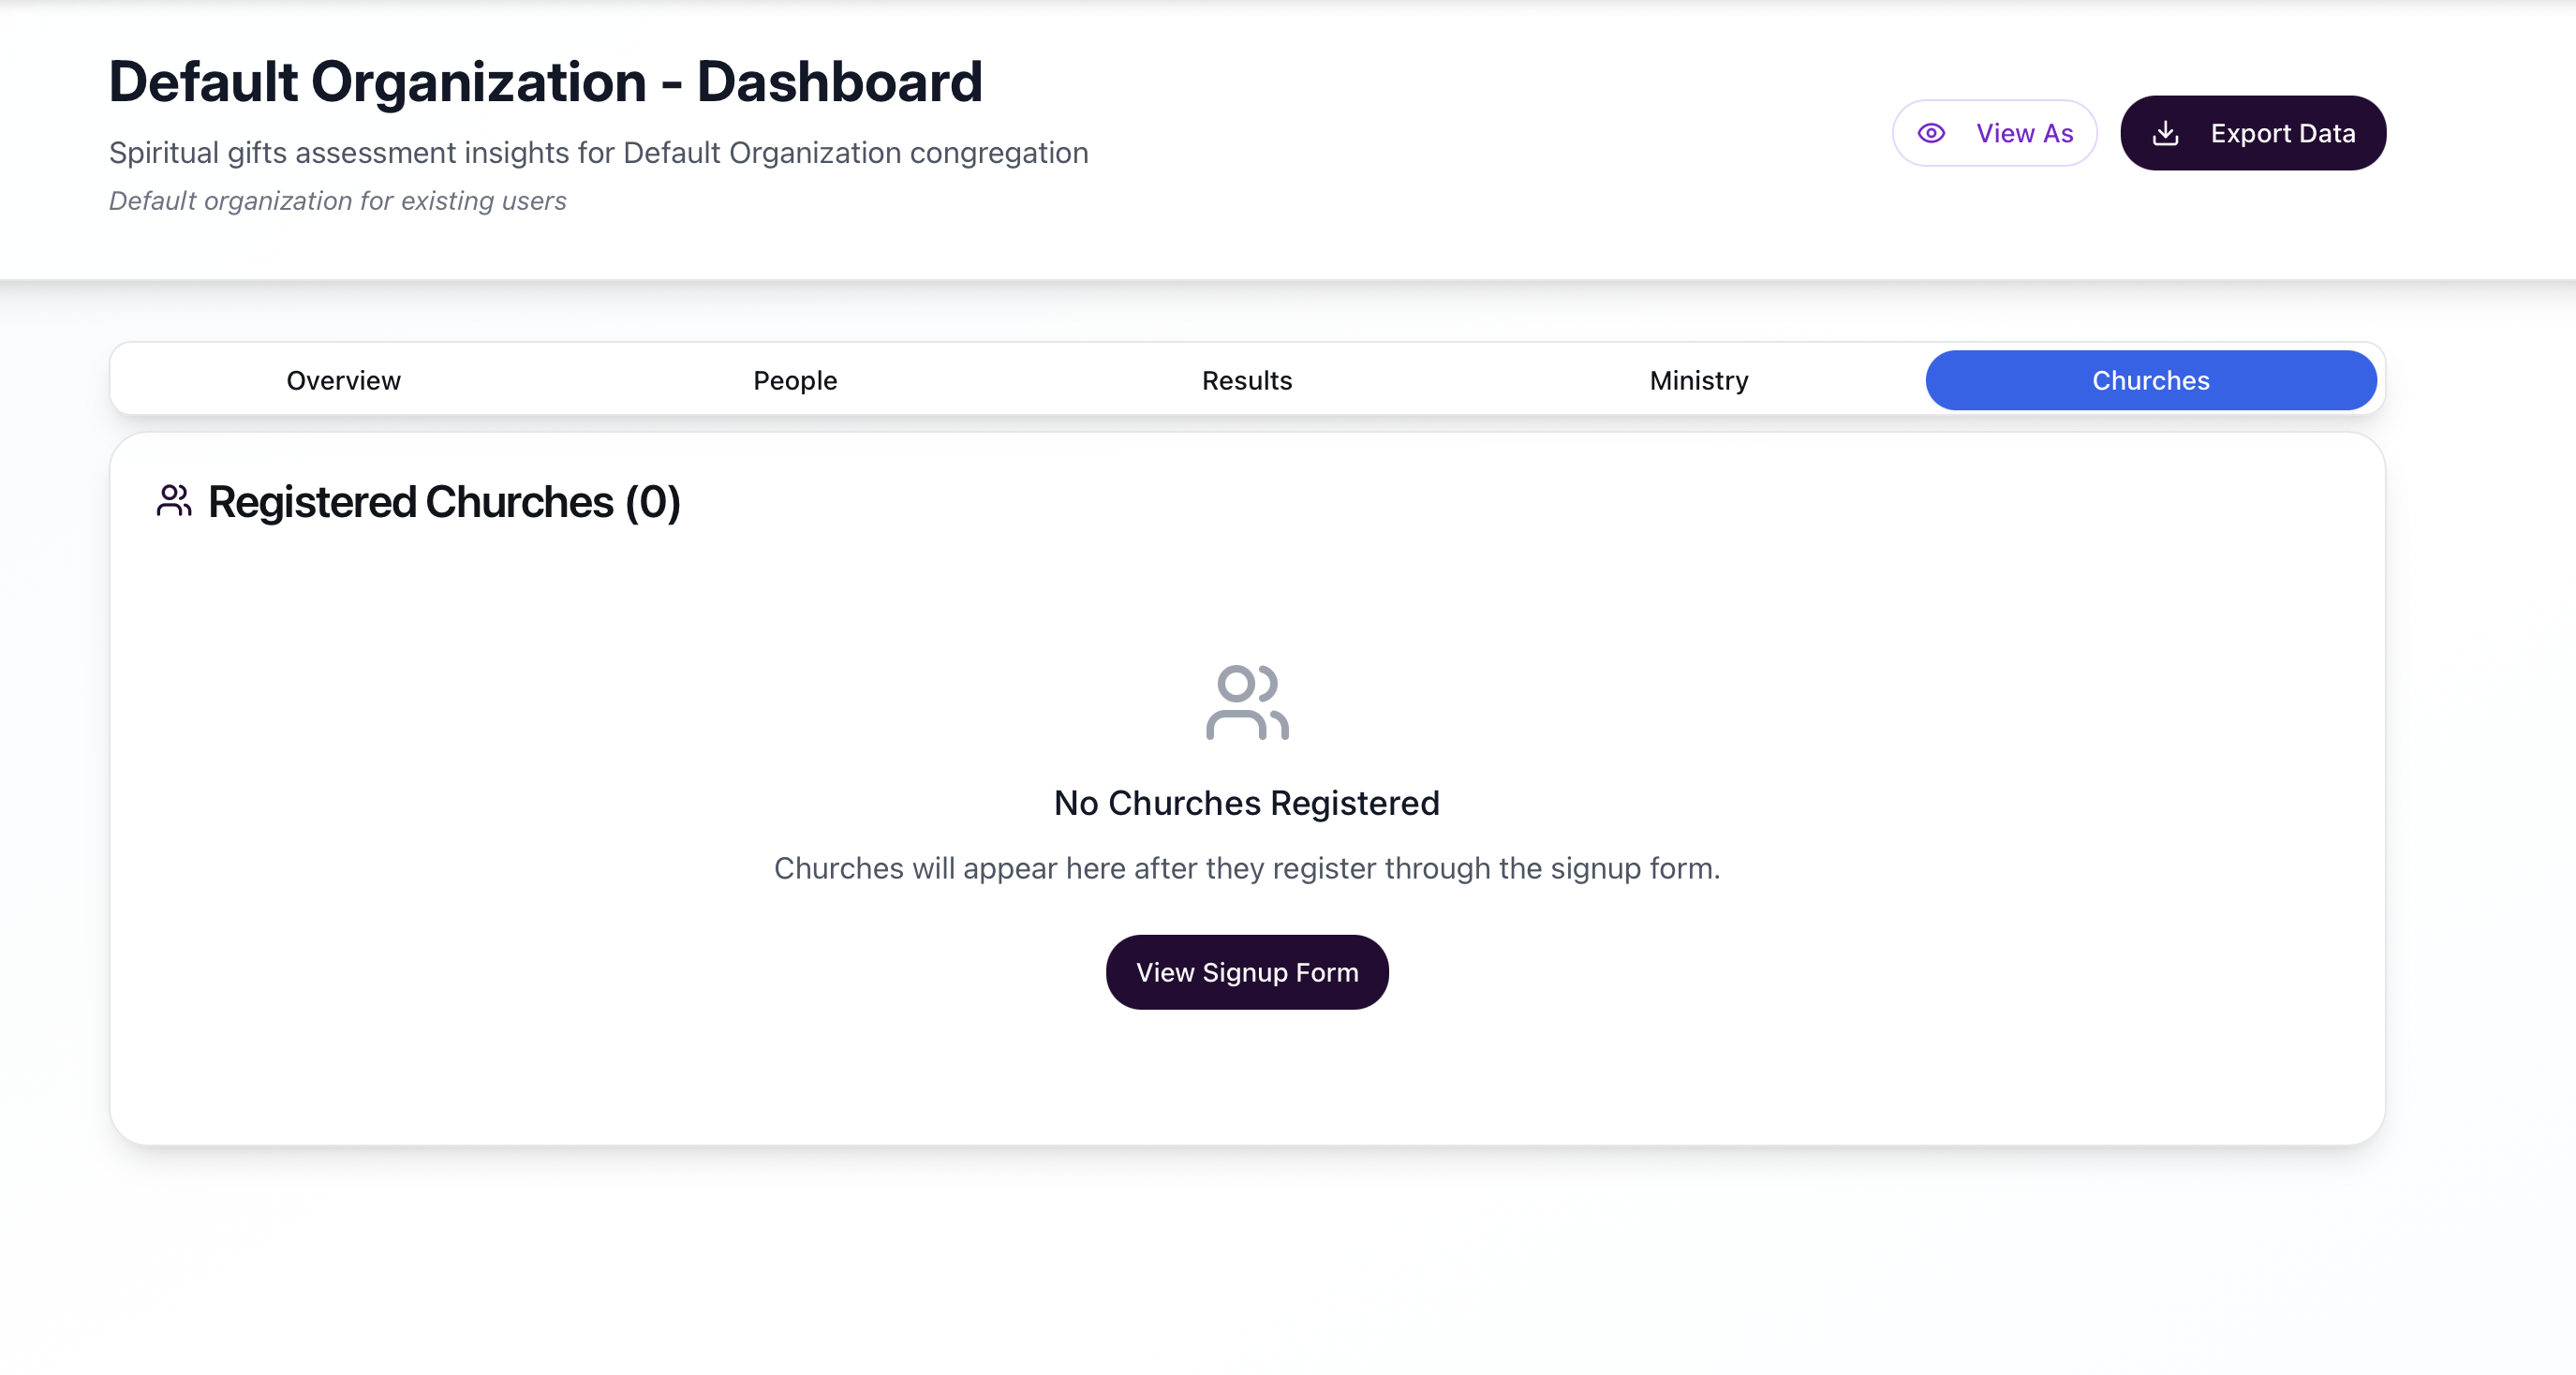 Default Organization - Dashboard
Spiritual gifts assessment insights for Default Organization congregation
Default organization for existing users
View As
Export Data
Overview
People
Results
Ministry
Churches
Registered Churches (0)
No Churches Registered
Churches will appear here after they register through the signup form.
View Signup Form